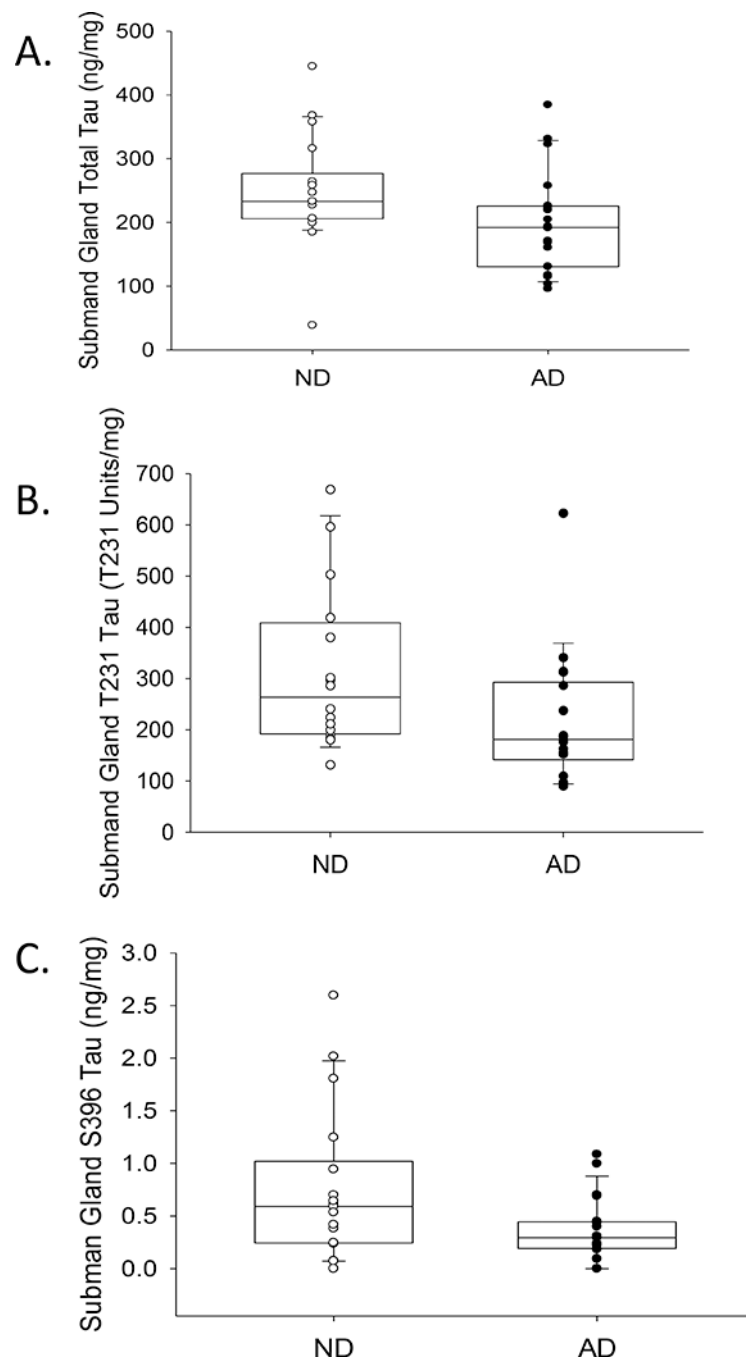 A.
Submand Gland Total Tau (ng/mg)
500
400
300
200
100
0
ND AD
B.
Submand Gland T231 Tau (T231 Units/mg)
700
600
500
400
300
200
100
0
ND AD
C.
Subman Gland S396 Tau (ng/mg)
3.0
2.5
2.0
1.5
1.0
0.5
0.0
ND AD